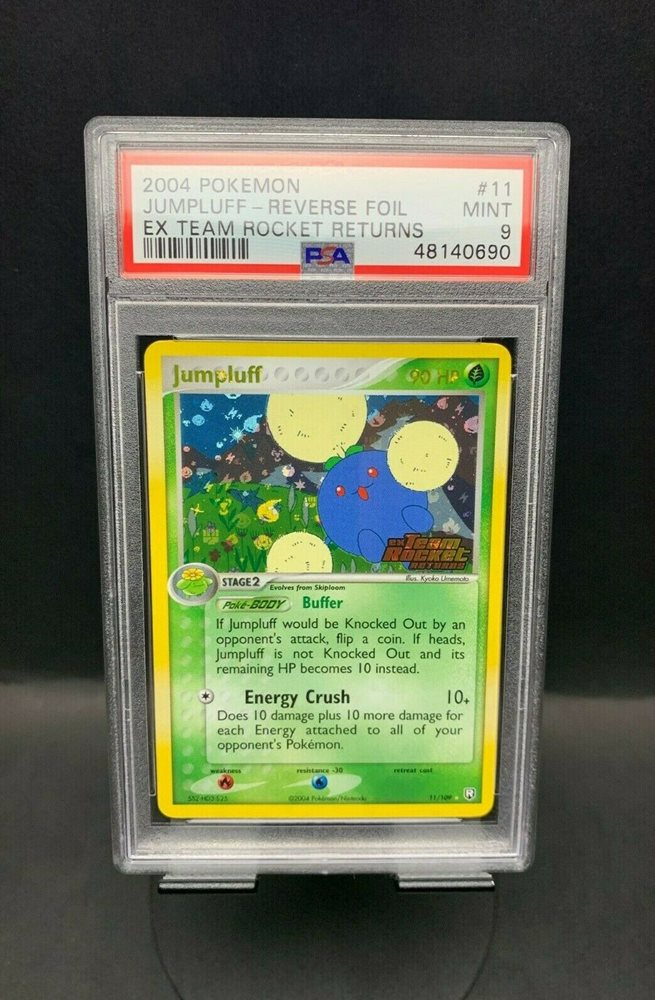 2004 POKEMON #11
JUMPLUFF - REVERSE FOIL MINT
EX TEAM ROCKET RETURNS 9
PSA 48140690
Jumpluff 90 HP
ex Team
Rocket
RETURNS
STAGE 2 Evolves from Skiploom Illus. Kyoko Umemoto
Poké-BODY Buffer
If Jumpluff would be Knocked Out by an
opponent's attack, flip a coin. If heads,
Jumpluff is not Knocked Out and its
remaining HP becomes 10 instead.
Energy Crush 10+
Does 10 damage plus 10 more damage for
each Energy attached to all of your
opponent's Pokémon.
weakness resistance -30 retreat cost
©2004 Pokémon/Nintendo 11/109 R